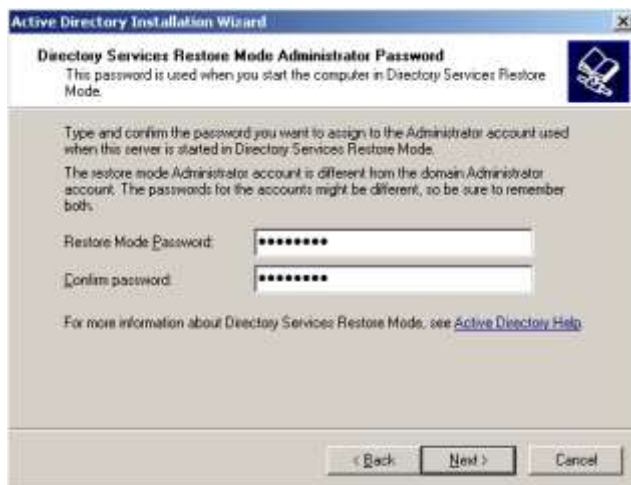 Active Directory Installation Wizard
Directory Services Restore Mode Administrator Password
This password is used when you start the computer in Directory Services Restore
Mode.
Type and confirm the password you want to assign to the Administrator account used
when this server is started in Directory Services Restore Mode.
The restore mode Administrator account is different from the domain Administrator
account. The passwords for the accounts might be different, so be sure to remember
both.
Restore Mode Password: ••••••••
Confirm password: ••••••••
For more information about Directory Services Restore Mode, see Active Directory Help.
< Back Next > Cancel